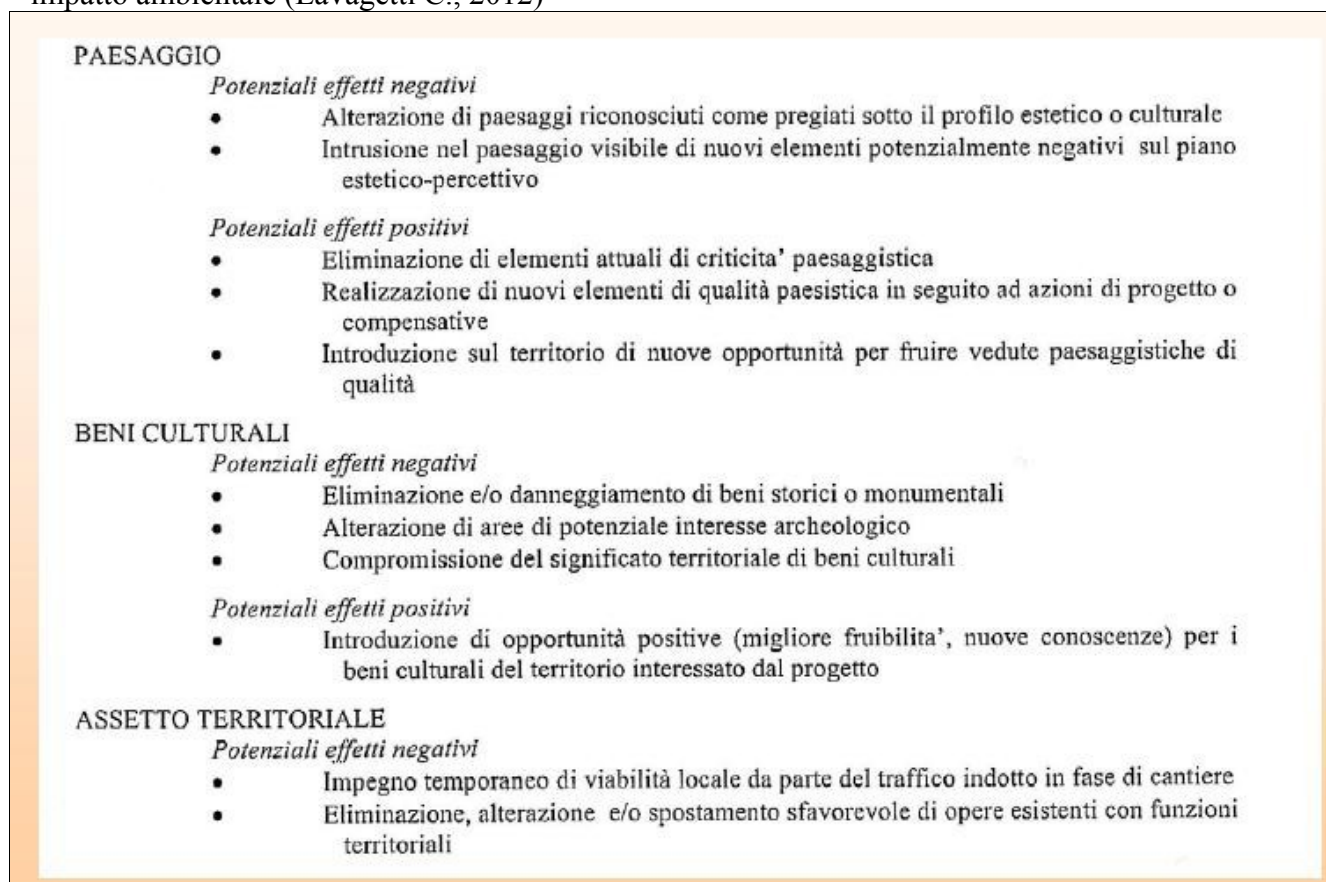 impatto ambientale (Lavagetti C., 2012)
PAESAGGIO
Potenziali effetti negativi
• Alterazione di paesaggi riconosciuti come pregiati sotto il profilo estetico o culturale
• Intrusione nel paesaggio visibile di nuovi elementi potenzialmente negativi sul piano
estetico-percettivo
Potenziali effetti positivi
• Eliminazione di elementi attuali di criticita' paesaggistica
• Realizzazione di nuovi elementi di qualità paesistica in seguito ad azioni di progetto o
compensative
• Introduzione sul territorio di nuove opportunità per fruire vedute paesaggistiche di
qualità
BENI CULTURALI
Potenziali effetti negativi
• Eliminazione e/o danneggiamento di beni storici o monumentali
• Alterazione di aree di potenziale interesse archeologico
• Compromissione del significato territoriale di beni culturali
Potenziali effetti positivi
• Introduzione di opportunità positive (migliore fruibilita', nuove conoscenze) per i
beni culturali del territorio interessato dal progetto
ASSETTO TERRITORIALE
Potenziali effetti negativi
• Impegno temporaneo di viabilità locale da parte del traffico indotto in fase di cantiere
• Eliminazione, alterazione e/o spostamento sfavorevole di opere esistenti con funzioni
territoriali